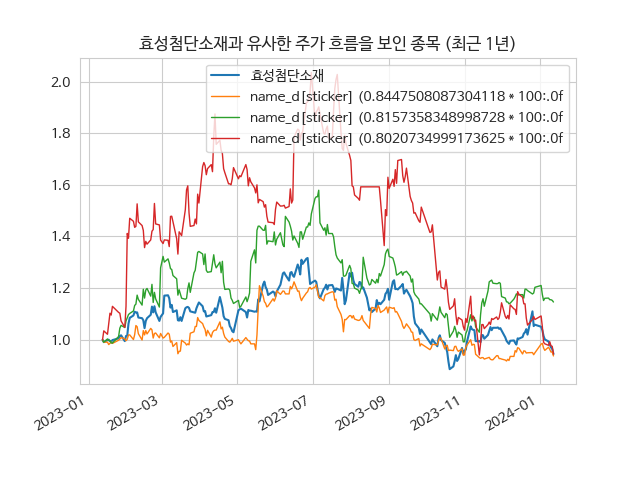 효성첨단소재과 유사한 주가 흐름을 보인 종목 (최근 1년)
효성첨단소재
name_d[sticker] (0.8447508087304118 * 100:.0f
name_d[sticker] (0.8157358348998728 * 100:.0f
name_d[sticker] (0.8020734999173625 * 100:.0f
2.0
1.8
1.6
1.4
1.2
1.0
2023-01
2023-03
2023-05
2023-07
2023-09
2023-11
2024-01